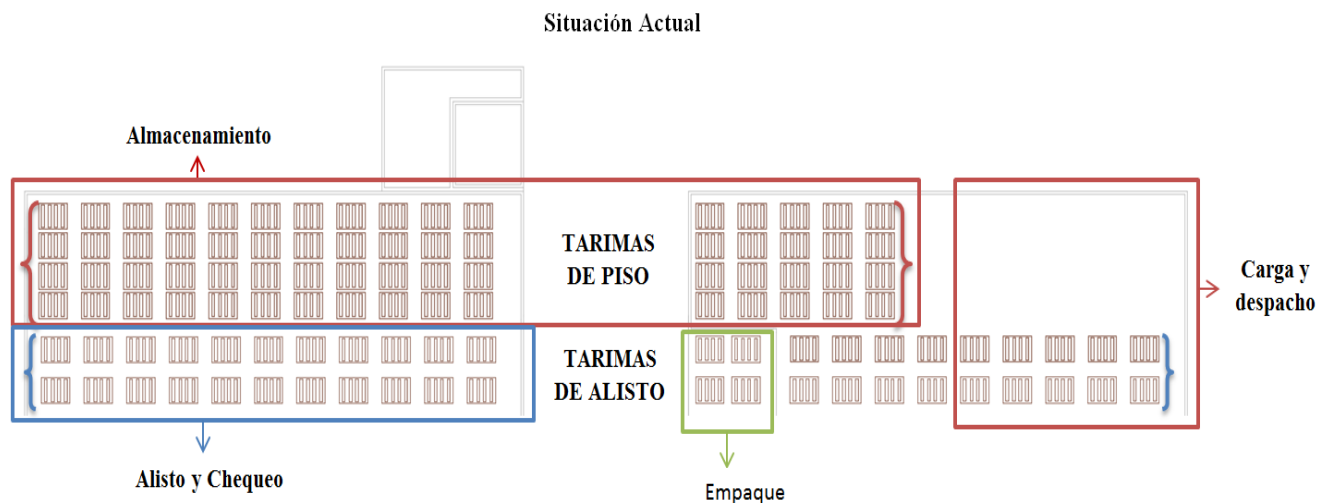 Situación Actual
Almacenamiento
TARIMAS
DE PISO
Carga y
despacho
TARIMAS
DE ALISTO
Alisto y Chequeo
Empaque